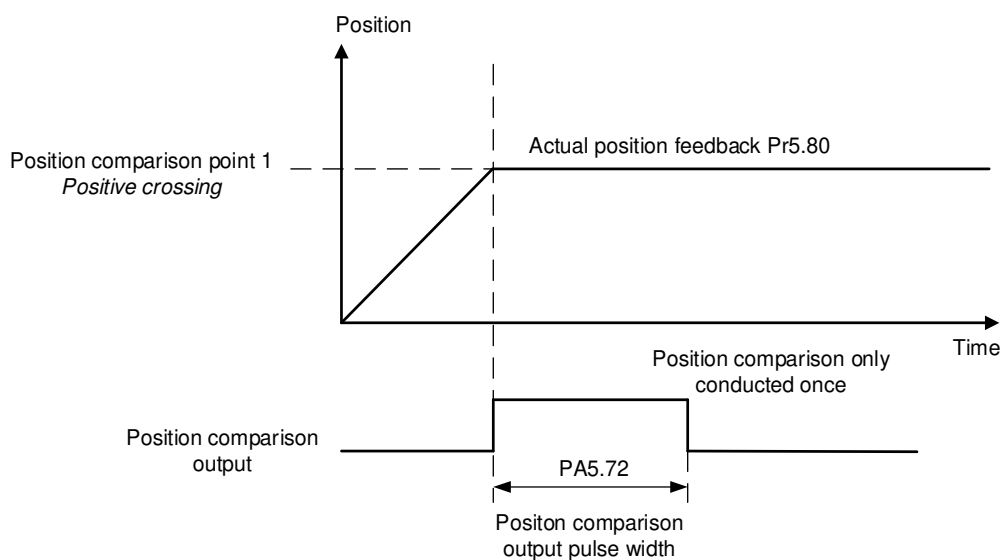 Position
Actual position feedback Pr5.80
Position comparison point 1
Positive crossing
Time
Position comparison only
conducted once
Position comparison
output
PA5.72
Positon comparison
output pulse width